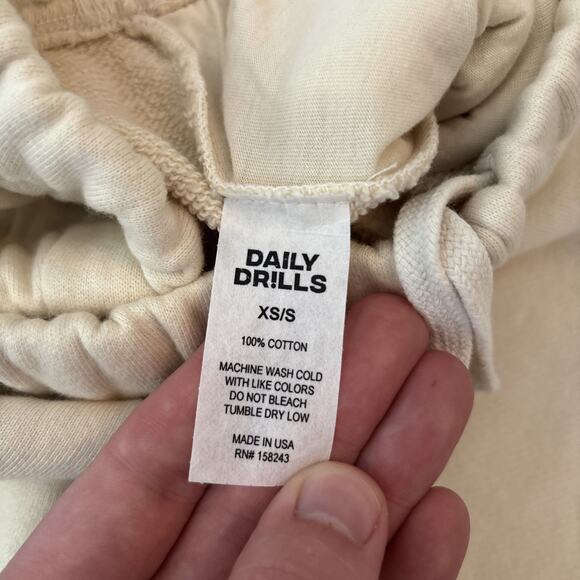 DAILY
DR!LLS
XS/S
100% COTTON
MACHINE WASH COLD
WITH LIKE COLORS
DO NOT BLEACH
TUMBLE DRY LOW
MADE IN USA
RN# 158243